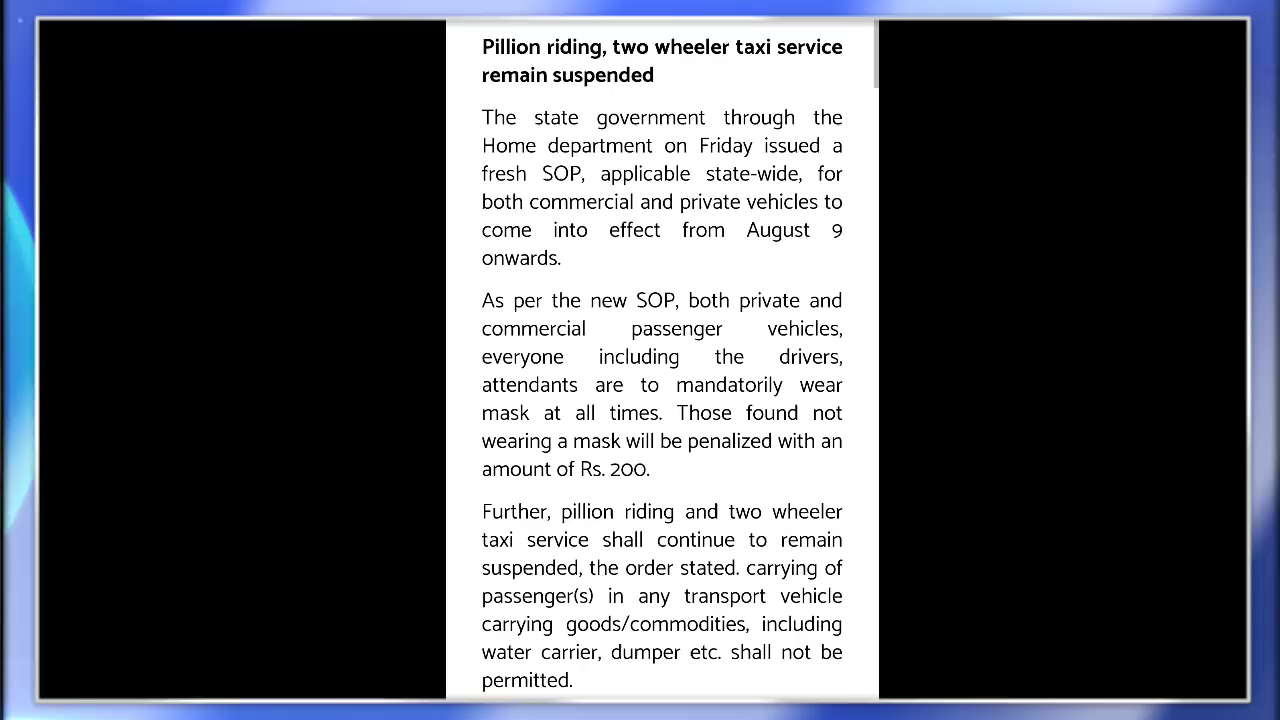 Pillion riding, two wheeler taxi service
remain suspended
The state government through the
Home department on Friday issued a
fresh SOP, applicable state-wide, for
both commercial and private vehicles to
come into effect from August 9
onwards.
As per the new SOP, both private and
commercial passenger vehicles,
everyone including the drivers,
attendants are to mandatorily wear
mask at all times. Those found not
wearing a mask will be penalized with an
amount of Rs. 200.
Further, pillion riding and two wheeler
taxi service shall continue to remain
suspended, the order stated. carrying of
passenger(s) in any transport vehicle
carrying goods/commodities, including
water carrier, dumper etc. shall not be
permitted.